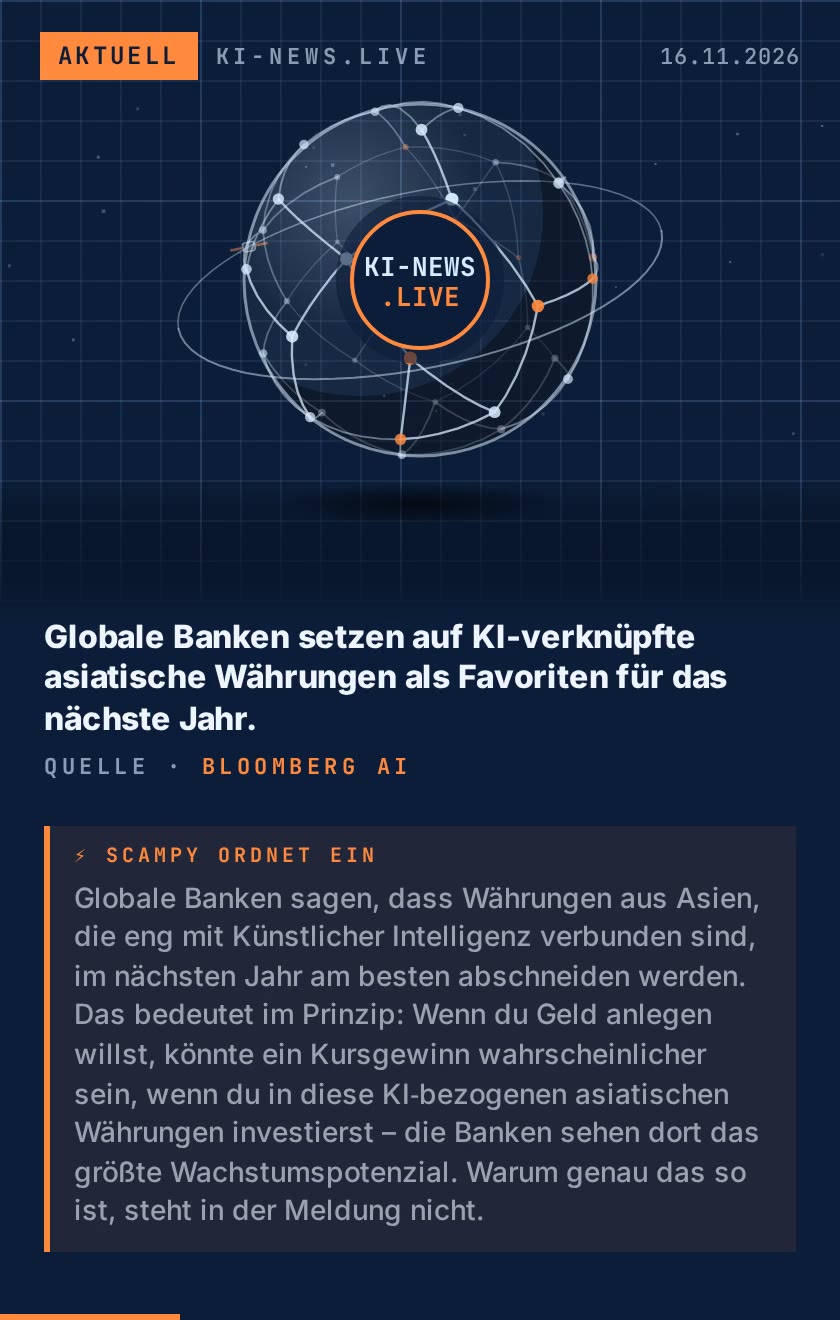 AKTUELL KI-NEWS.LIVE 16.11.2026
KI-NEWS
.LIVE
Globale Banken setzen auf KI-verknüpfte
asiatische Währungen als Favoriten für das
nächste Jahr.
QUELLE · BLOOMBERG AI
⚡ SCAMPY ORDNET EIN
Globale Banken sagen, dass Währungen aus Asien,
die eng mit Künstlicher Intelligenz verbunden sind,
im nächsten Jahr am besten abschneiden werden.
Das bedeutet im Prinzip: Wenn du Geld anlegen
willst, könnte ein Kursgewinn wahrscheinlicher
sein, wenn du in diese KI-bezogenen asiatischen
Währungen investierst – die Banken sehen dort das
größte Wachstumspotenzial. Warum genau das so
ist, steht in der Meldung nicht.